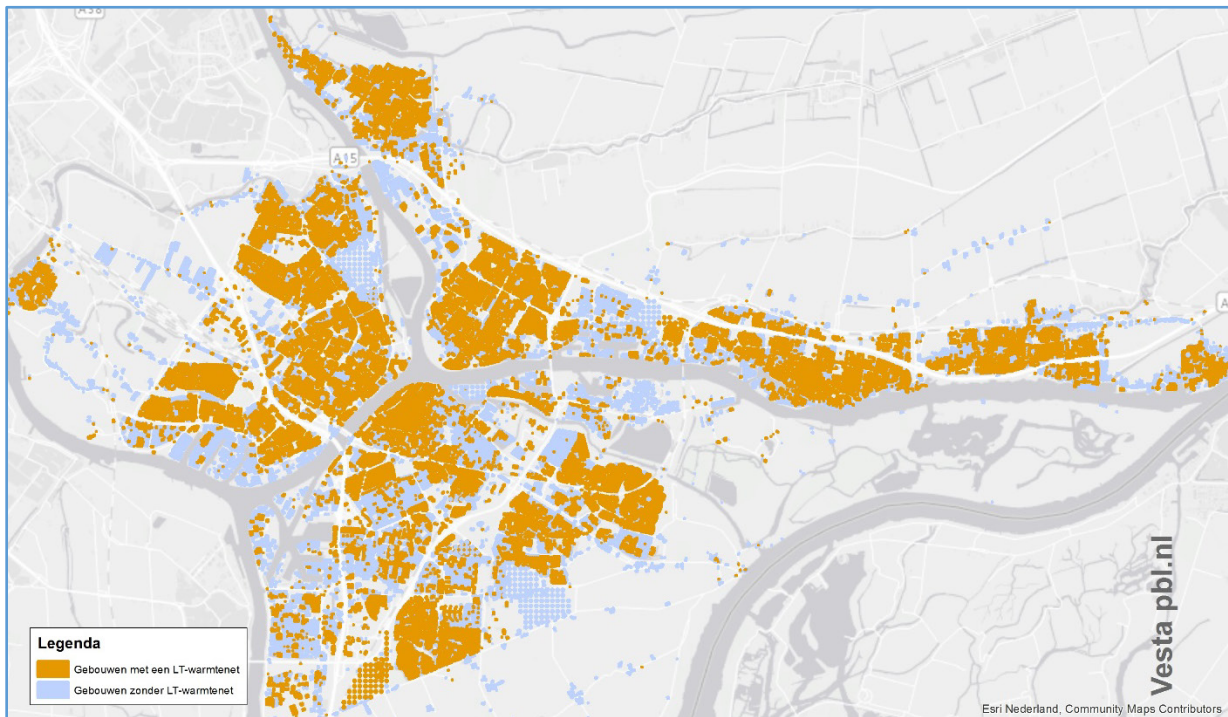 A38
A15
A
Legenda
Gebouwen met een LT-warmtenet
Gebouwen zonder LT-warmtenet
Vesta pbl.nl
Esri Nederland, Community Maps Contributors